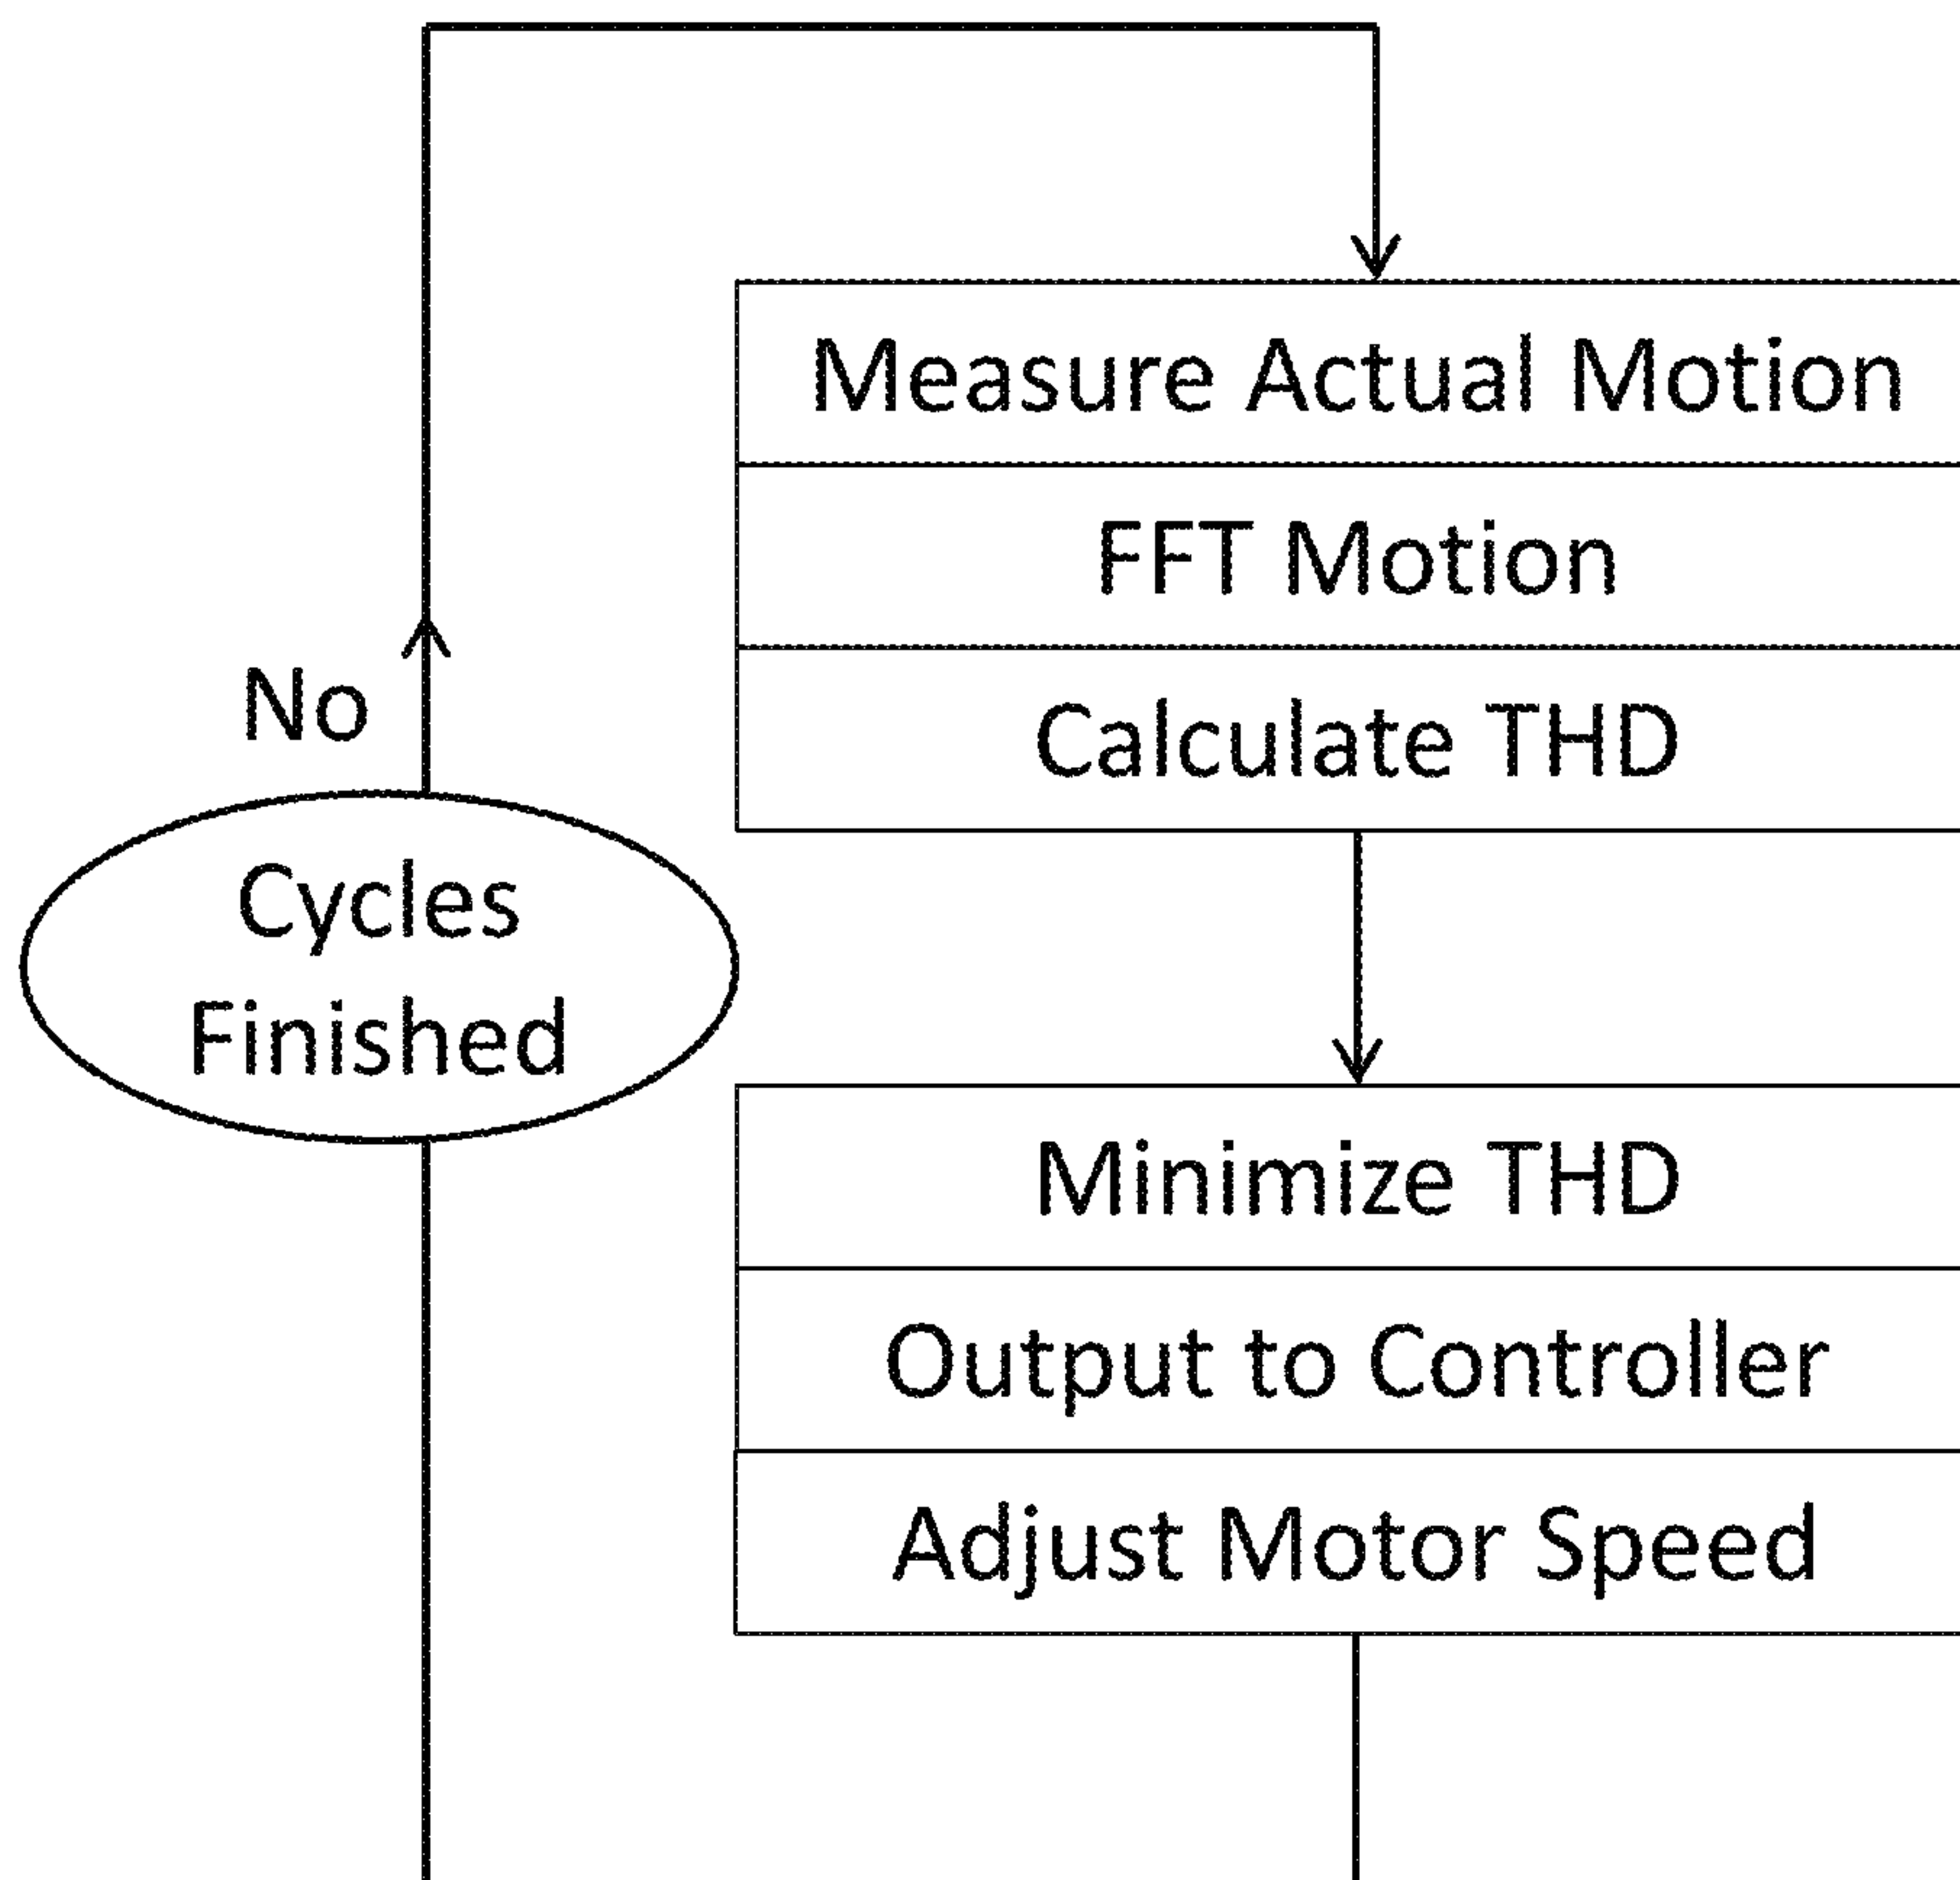 Measure Actual Motion
FFT Motion
Calculate THD
No
Cycles
Finished
Minimize THD
Output to Controller
Adjust Motor Speed